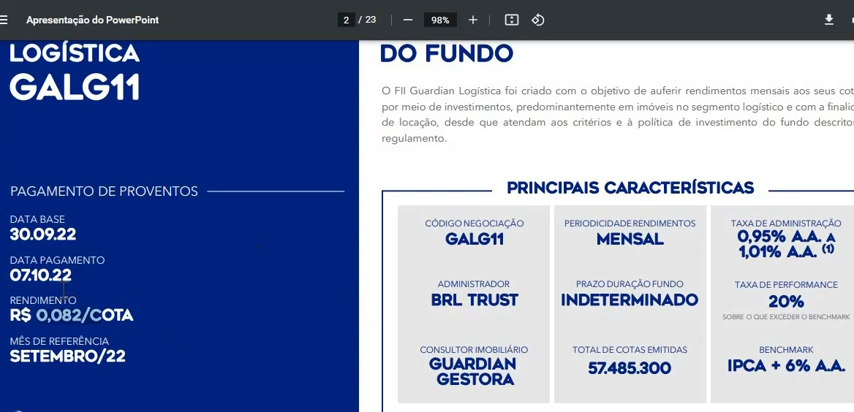 Apresentação do PowerPoint
2 / 23
98%
LOGÍSTICA
GALG11
PAGAMENTO DE PROVENTOS
DATA BASE
30.09.22
DATA PAGAMENTO
07.10.22
RENDIMENTO
R$ 0,082/COTA
MÊS DE REFERÊNCIA
SETEMBRO/22
DO FUNDO
O FII Guardian Logística foi criado com o objetivo de auferir rendimentos mensais aos seus cot
por meio de investimentos, predominantemente em imóveis no segmento logístico e com a finalid
de locação, desde que atendam aos critérios e à política de investimento do fundo descritos
regulamento.
PRINCIPAIS CARACTERÍSTICAS
CÓDIGO NEGOCIAÇÃO
GALG11
PERIODICIDADE RENDIMENTOS
MENSAL
TAXA DE ADMINISTRAÇÃO
0,95% A.A. A
1,01% A.A. (1)
ADMINISTRADOR
BRL TRUST
PRAZO DURAÇÃO FUNDO
INDETERMINADO
TAXA DE PERFORMANCE
20%
SOBRE O QUE EXCEDER O BENCHMARK
CONSULTOR IMOBILIÁRIO
GUARDIAN
GESTORA
TOTAL DE COTAS EMITIDAS
57.485.300
BENCHMARK
IPCA + 6% A.A.